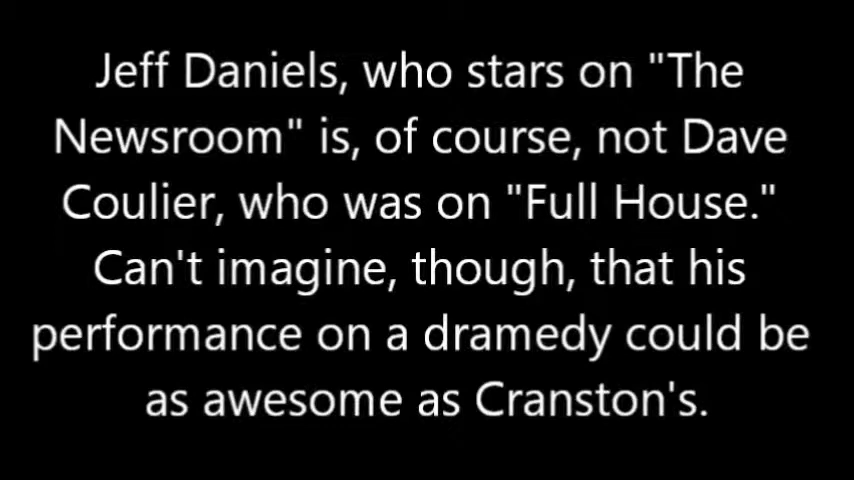 Jeff Daniels, who stars on "The
Newsroom" is, of course, not Dave
Coulier, who was on "Full House."
Can't imagine, though, that his
performance on a dramedy could be
as awesome as Cranston's.